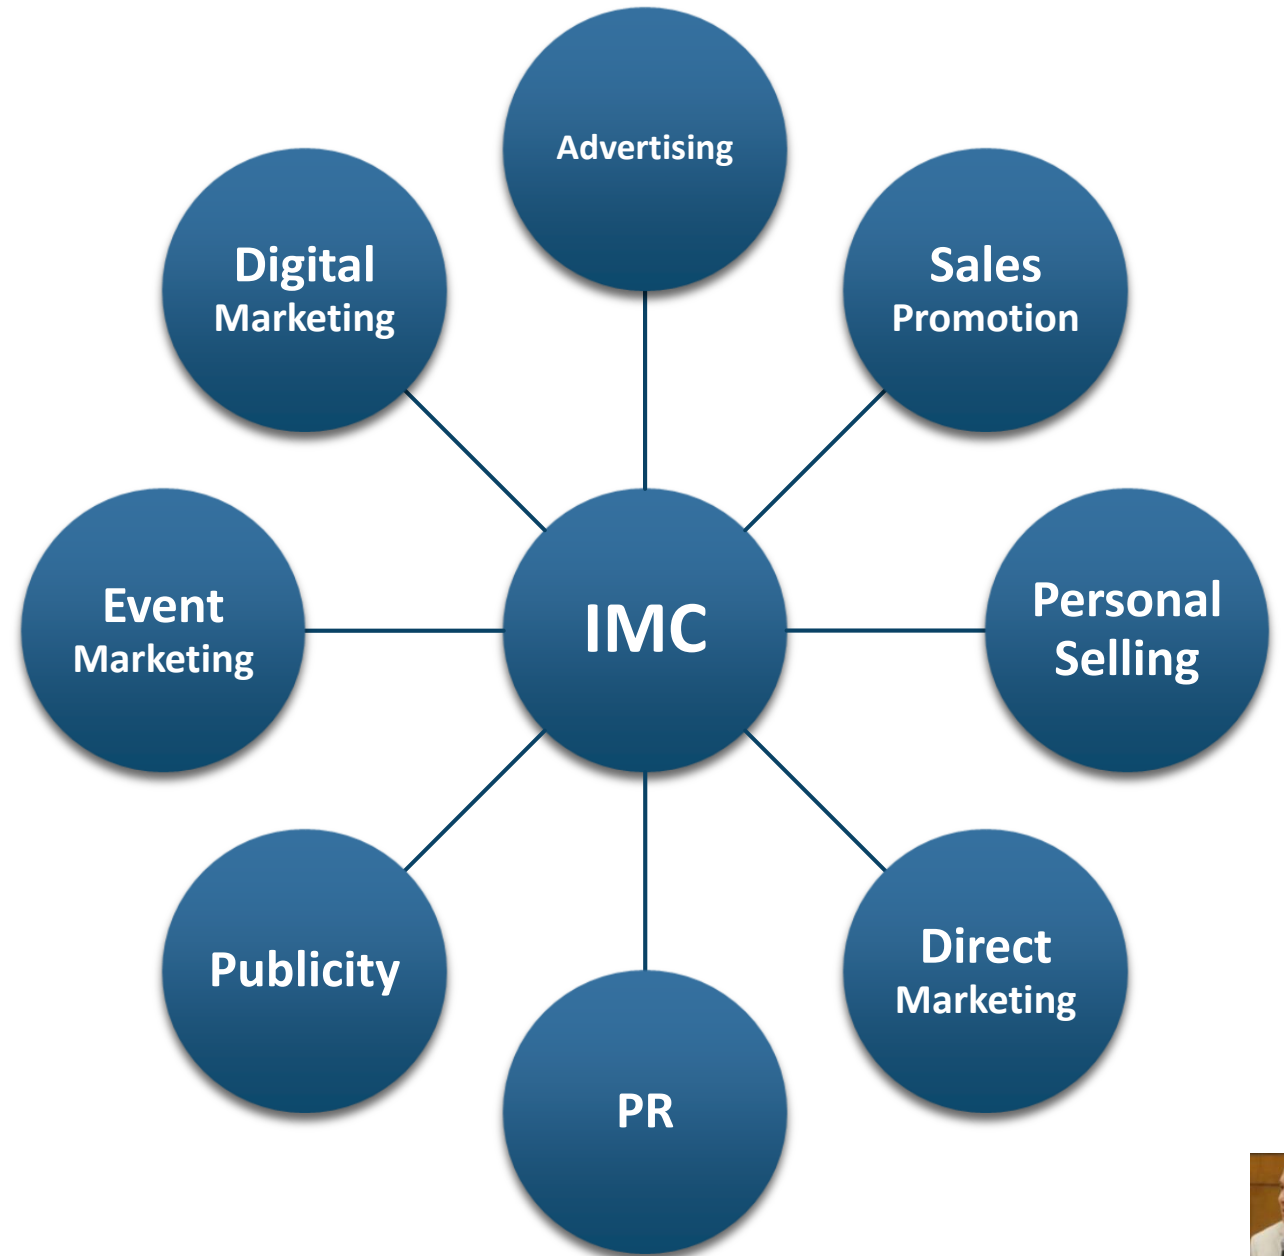 Advertising
Digital
Marketing
Sales
Promotion
Event
Marketing
IMC
Personal
Selling
Publicity
Direct
Marketing
PR